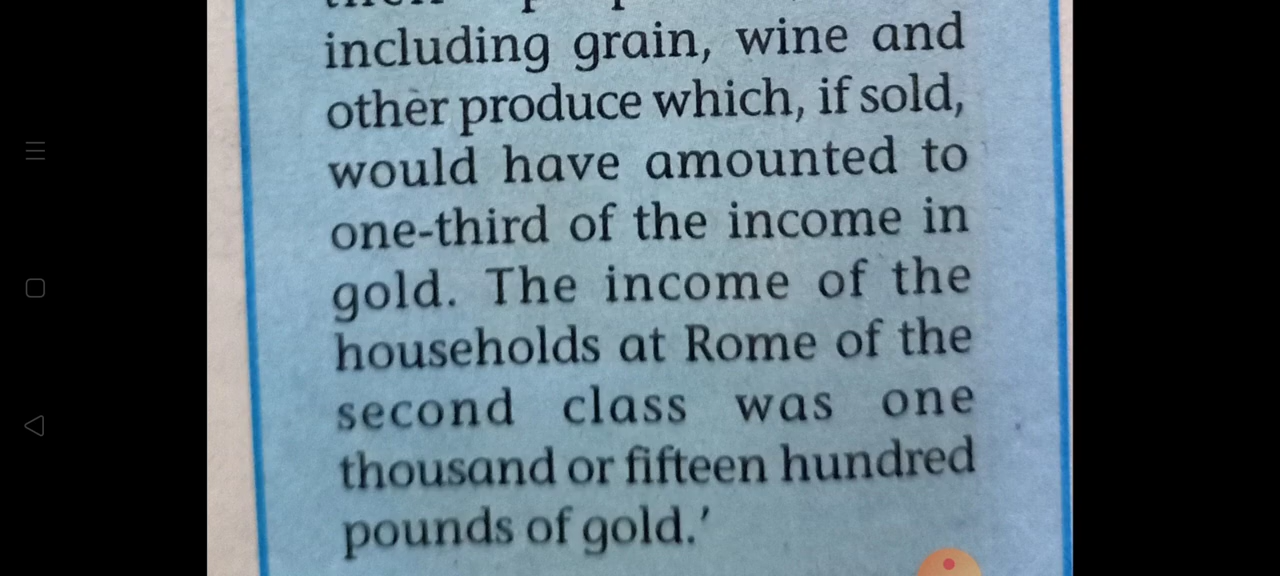 including grain, wine and
other produce which, if sold,
would have amounted to
one-third of the income in
gold. The income of the
households at Rome of the
second class was one
thousand or fifteen hundred
pounds of gold.’